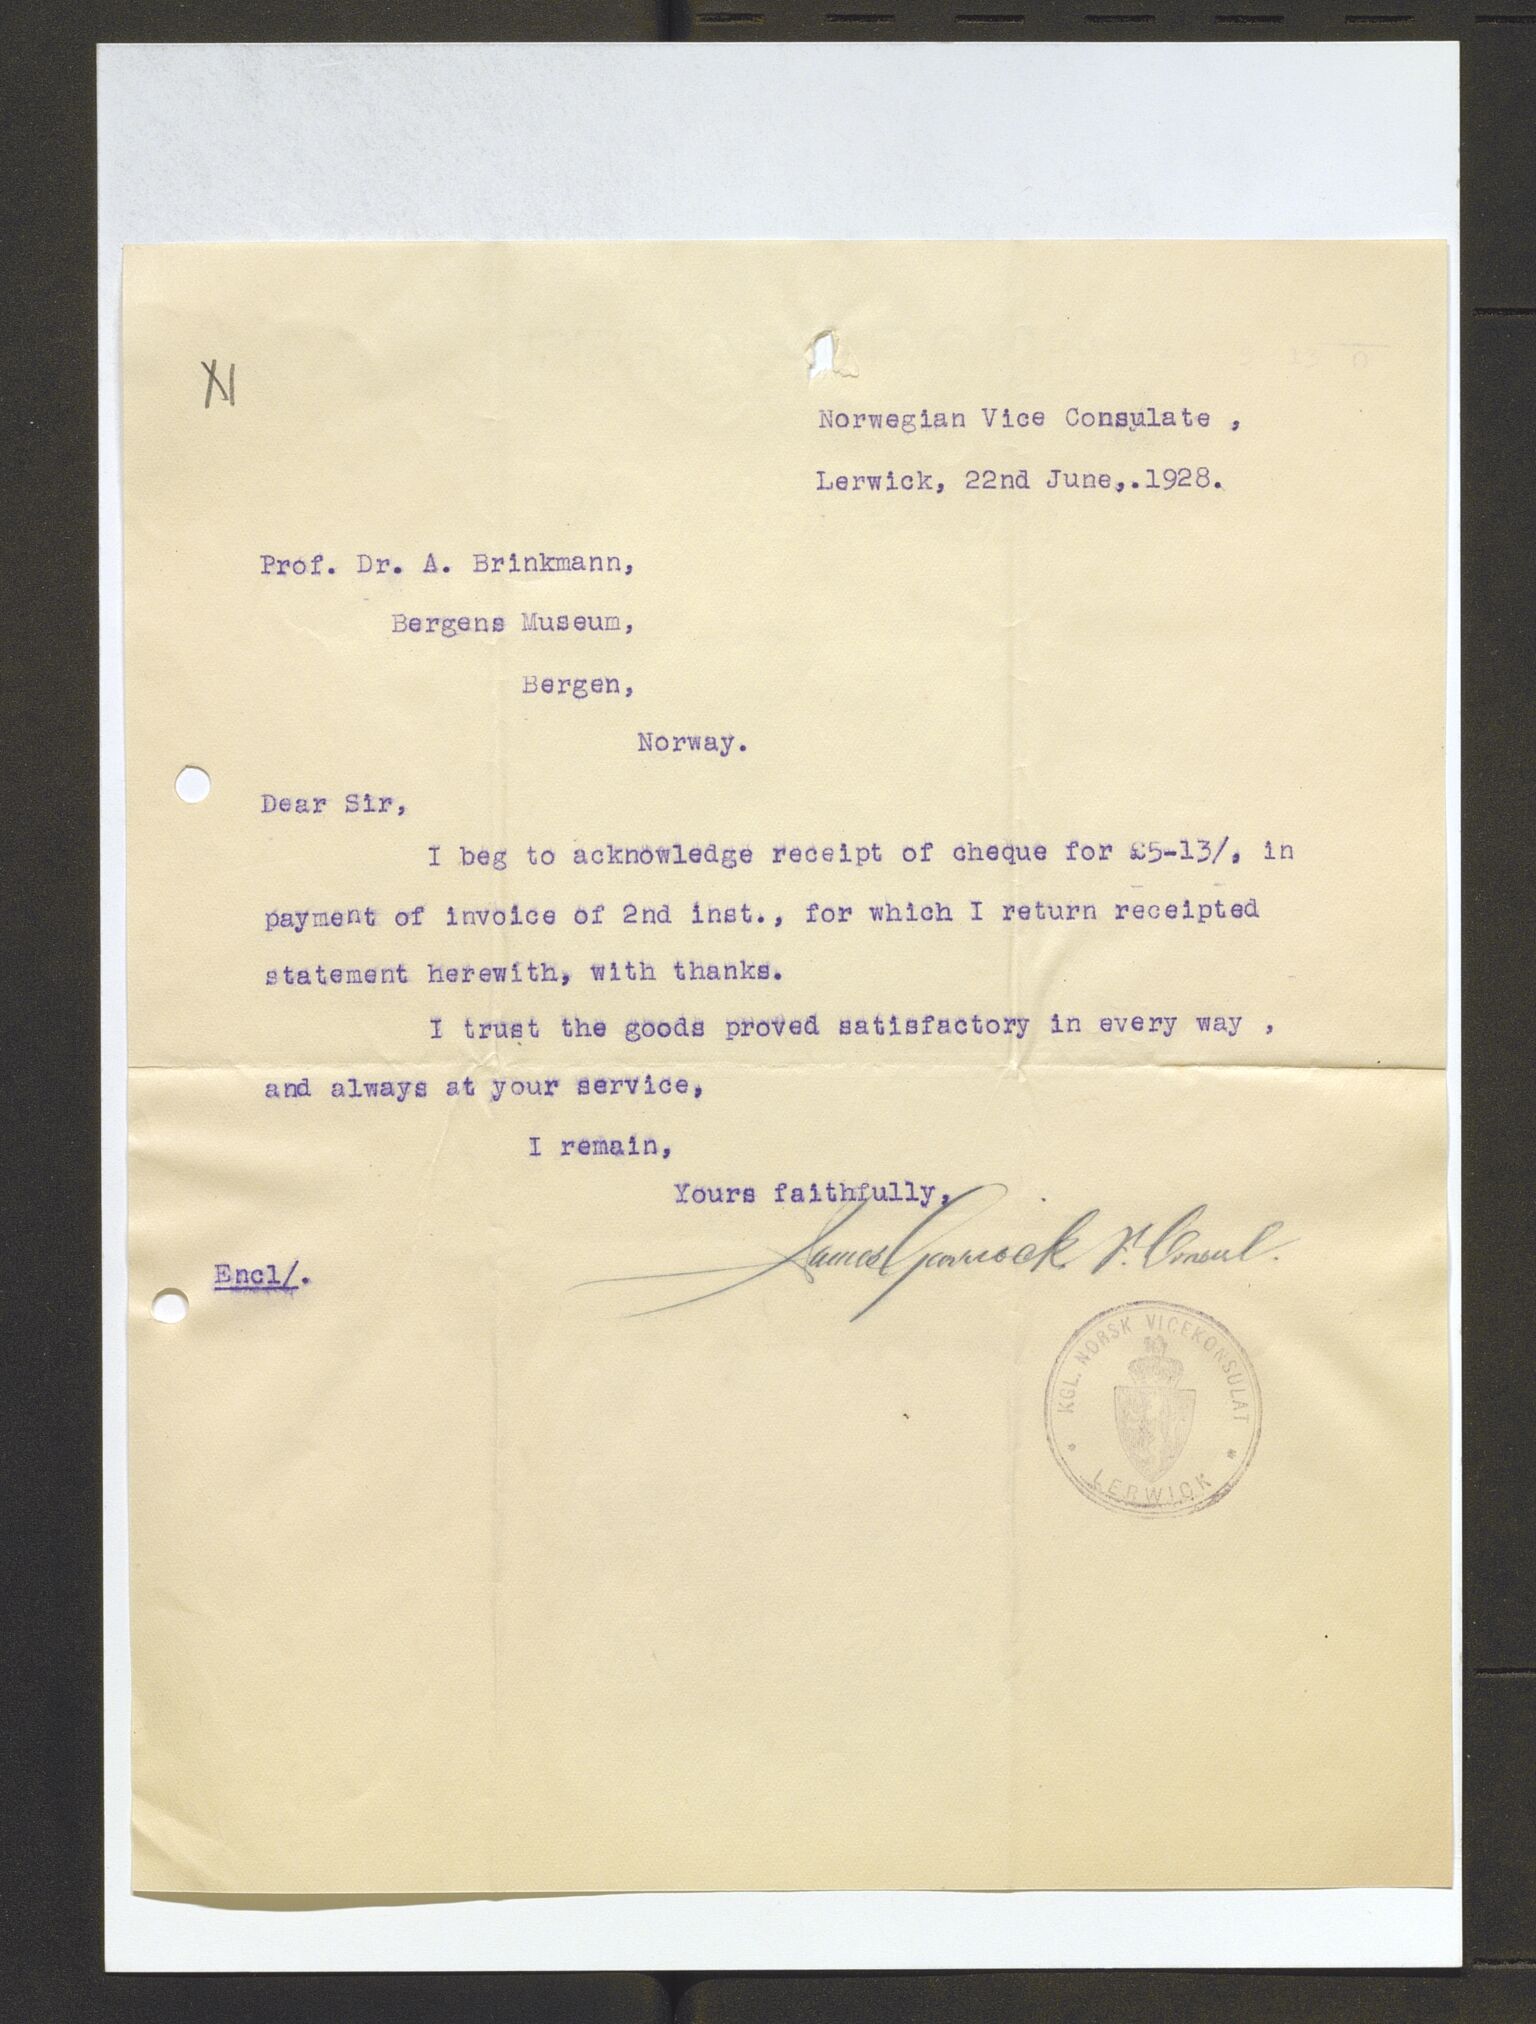 XI
Norwegian Vice Consulate ,
Lerwick, 22nd June,.1928.
Prof. Dr. A. Brinkmann,
Bergens Museum,
Bergen,
Norway.
Dear Sir,
I beg to acknowledge receipt of cheque for £5-13/. in
payment of invoice of 2nd inst., for which I return receipted
statement herewith, with thanks.
I trust the goods proved satisfactory in every way ,
and always at your service,
I remain,
Yours faithfully,
James Garriock V. Consul.
Encl/.
KGL. NORSK VICEKONSULAT
* LERWICK *